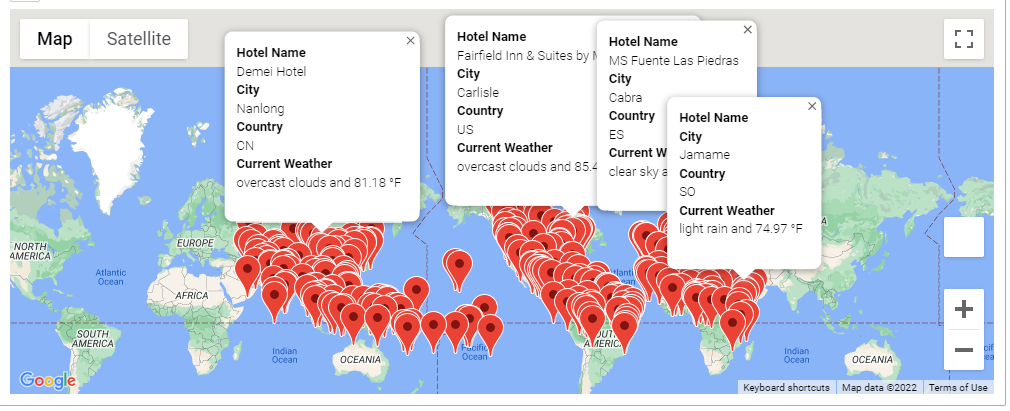 Map
Satellite
Hotel Name
Demei Hotel
City
Nanlong
Country
CN
Current Weather
overcast clouds and 81.18 °F
Hotel Name
Fairfield Inn & Suites by
City
Carlisle
Country
US
Current Weather
overcast clouds and 85.4
Hotel Name
MS Fuente Las Piedras
City
Cabra
Country
ES
Current W
clear sky a
Hotel Name
City
Jamame
Country
SO
Current Weather
light rain and 74.97 °F
NORTH
AMERICA
Atlantic
Ocean
EUROPE
AFRICA
SOUTH
AMERICA
Indian
Ocean
OCEANIA
Pacific
Ocean
Indian
Ocean
OCEANIA
Google
Keyboard shortcuts
Map data ©2022
Terms of Use